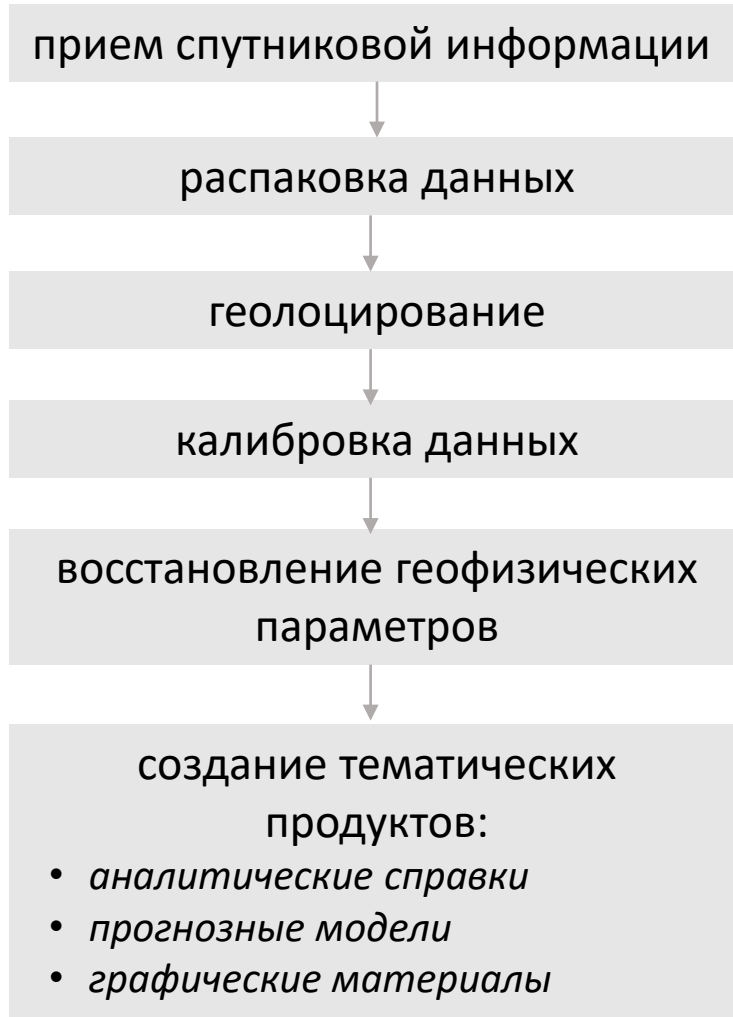 прием спутниковой информации
распаковка данных
геолоцирование
калибровка данных
восстановление геофизических
параметров
создание тематических
продуктов:
• аналитические справки
• прогнозные модели
• графические материалы